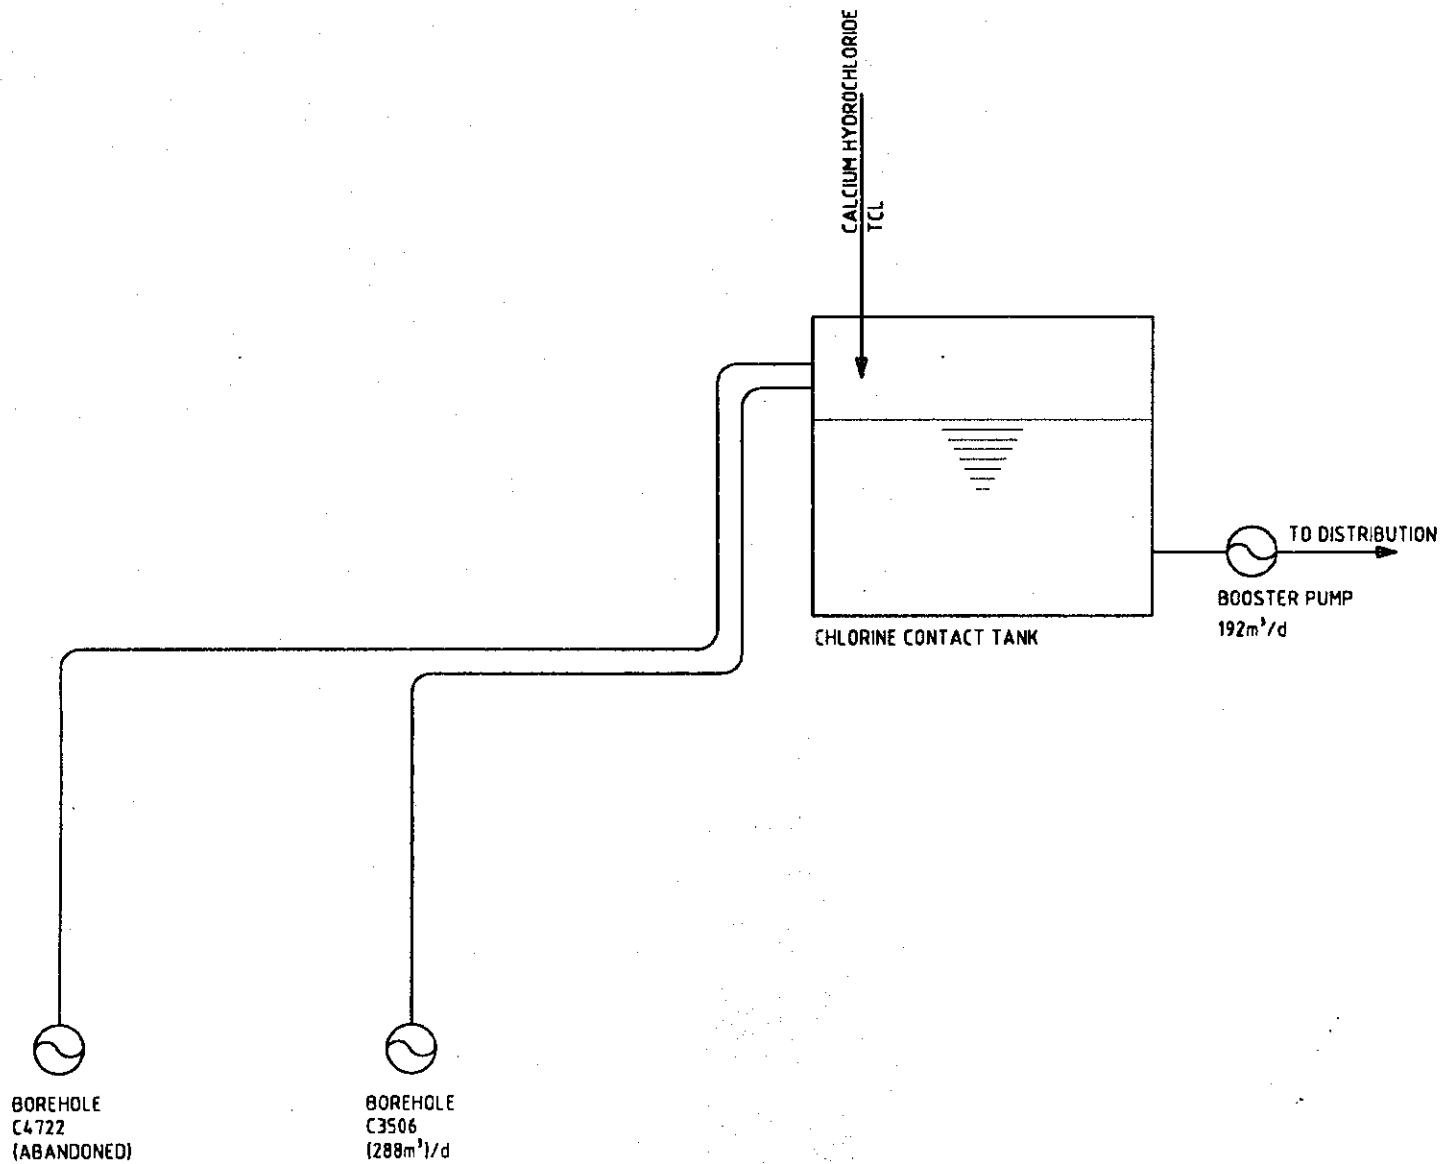 CALCIUM HYDROCHLORIDE
TCL
TO DISTRIBUTION
BOOSTER PUMP
192m³/d
CHLORINE CONTACT TANK
BOREHOLE
C4722
(ABANDONED)
BOREHOLE
C3506
(288m³)/d